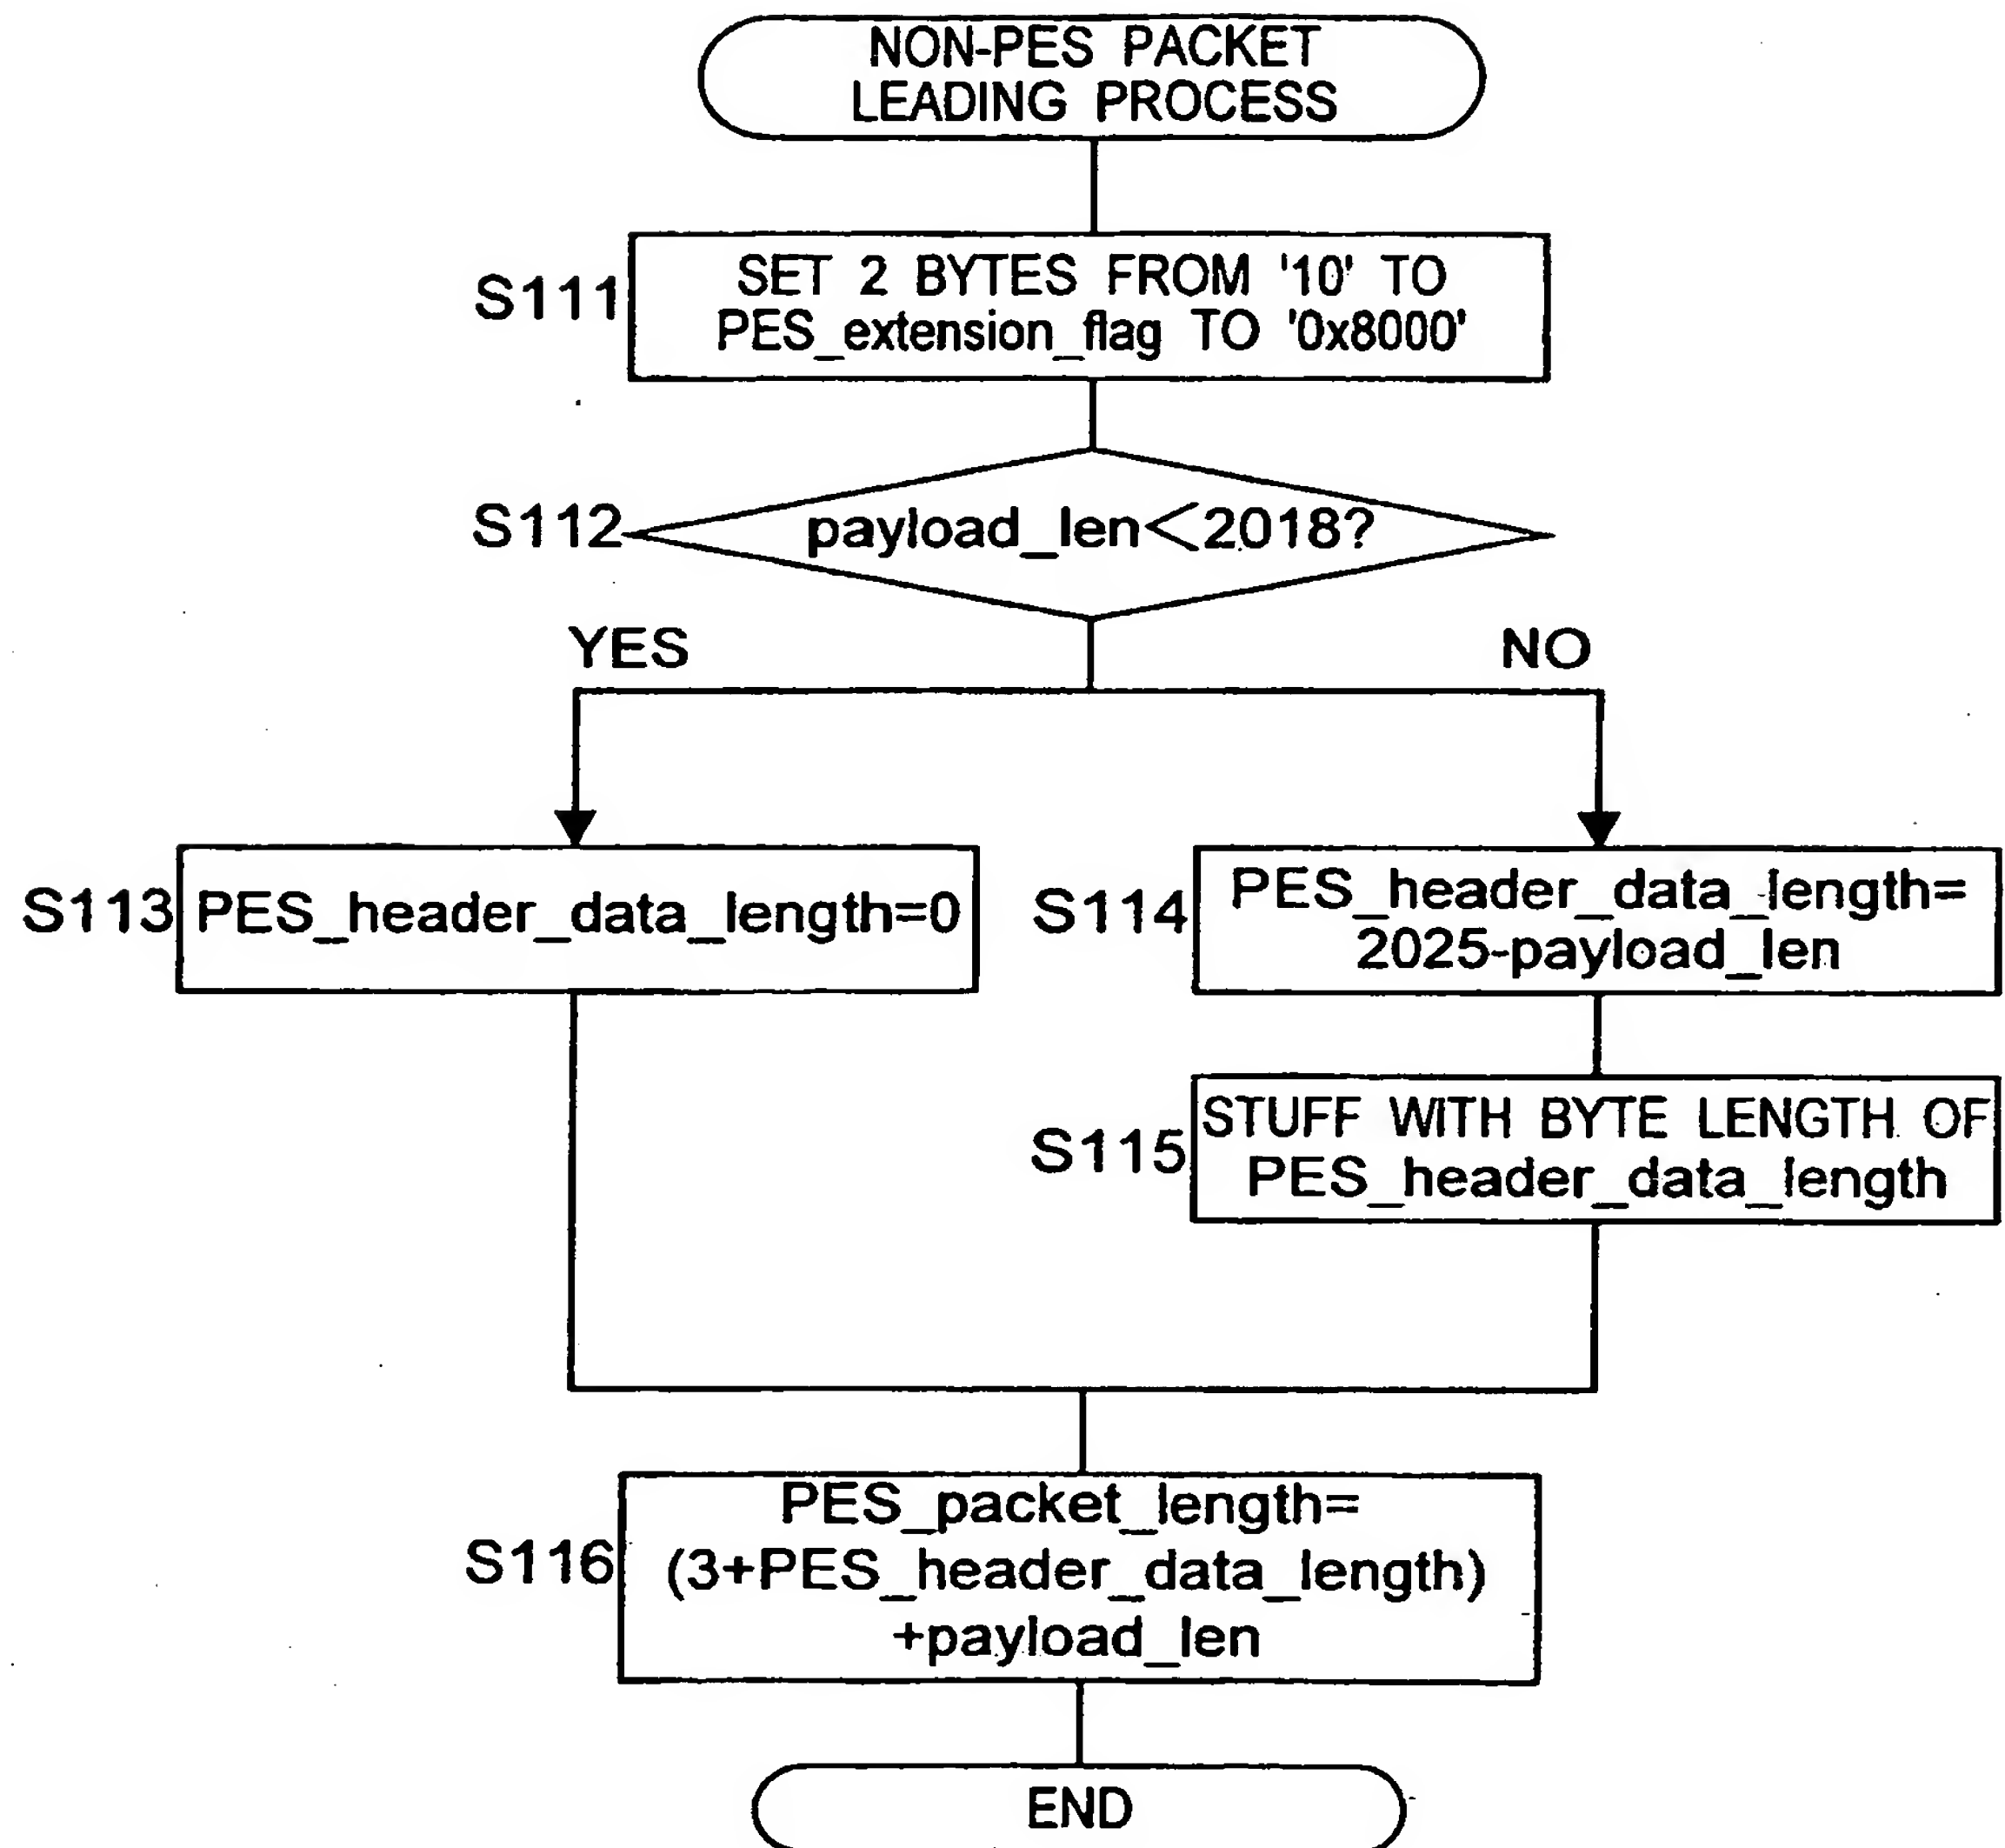 NON-PES PACKET
LEADING PROCESS
S111
SET 2 BYTES FROM '10' TO
PES_extension_flag TO '0x8000'
S112
payload_len<2018?
YES
NO
S113
PES_header_data_length=0
S114
PES_header_data_length=
2025-payload_len
S115
STUFF WITH BYTE LENGTH OF
PES_header_data_length
S116
PES_packet_length=
(3+PES_header_data_length)
+payload_len
END